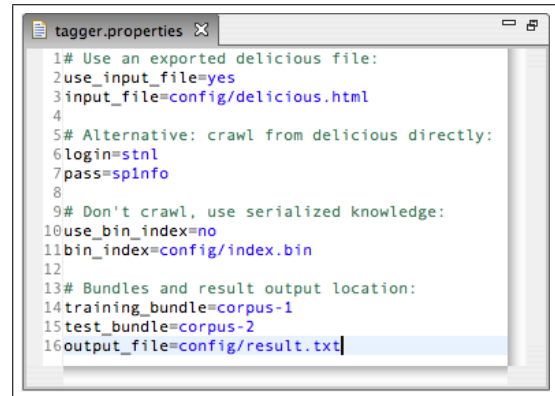 tagger.properties
1# Use an exported delicious file:
2use_input_file=yes
3input_file=config/delicious.html
4
5# Alternative: crawl from delicious directly:
6login=stnl
7pass=sp1nfo
8
9# Don't crawl, use serialized knowledge:
10use_bin_index=no
11bin_index=config/index.bin
12
13# Bundles and result output location:
14training_bundle=corpus-1
15test_bundle=corpus-2
16output_file=config/result.txt